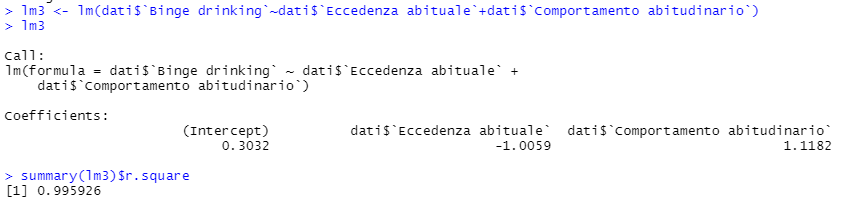 > lm3 <- lm(dati$`Binge drinking`~dati$`Eccedenza abituale`+dati$`Comportamento abitudinario`)
> lm3
Call:
lm(formula = dati$`Binge drinking` ~ dati$`Eccedenza abituale` +
dati$`Comportamento abitudinario`)
Coefficients:
(Intercept) dati$`Eccedenza abituale` dati$`Comportamento abitudinario`
0.3032 -1.0059 1.1182
> summary(lm3)$r.square
[1] 0.995926